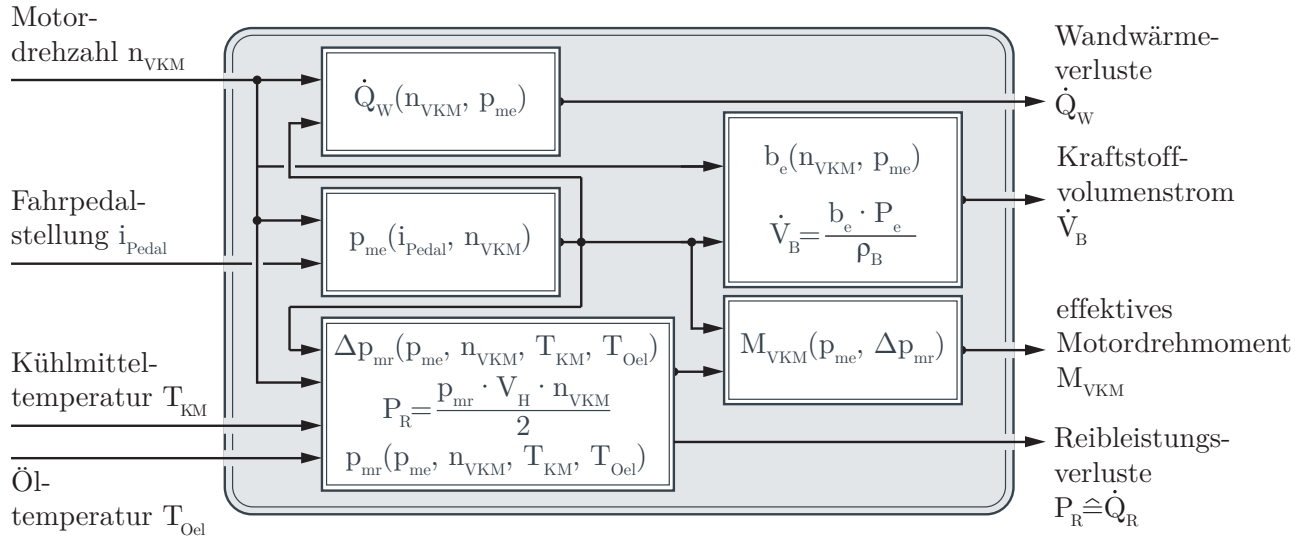 Motor-
drehzahl n_VKM
Fahrpedal-
stellung i_Pedal
Kühlmittel-
temperatur T_KM
Öl-
temperatur T_Oel
Q̇_W(n_VKM, p_me)
p_me(i_Pedal, n_VKM)
Δp_mr(p_me, n_VKM, T_KM, T_Oel)
P_R=p_mr · V_H · n_VKM/2
p_mr(p_me, n_VKM, T_KM, T_Oel)
b_e(n_VKM, p_me)
V̇_B=b_e · P_e/ρ_B
M_VKM(p_me, Δp_mr)
Wandwärme-
verluste
Q̇_W
Kraftstoff-
volumenstrom
V̇_B
effektives
Motordrehmoment
M_VKM
Reibleistungs-
verluste
P_R≙Q̇_R